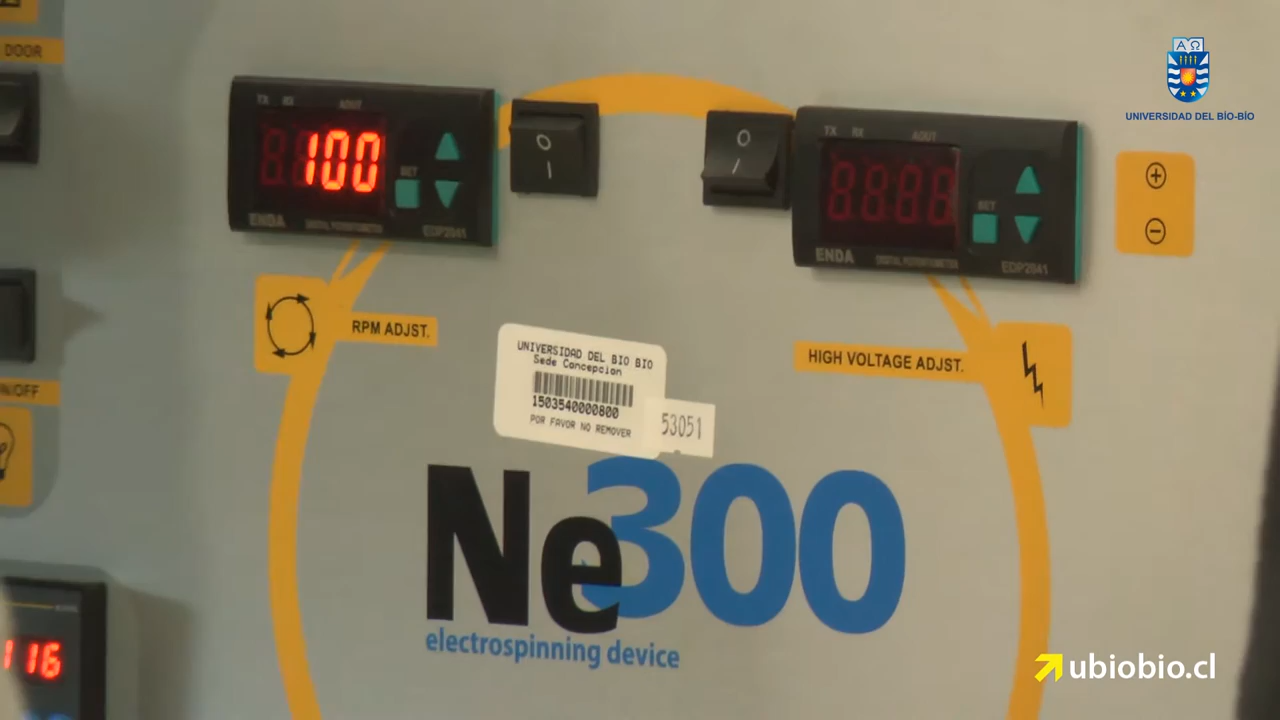 DOOR
TX RX AOUT
100
SET
ENDA DIGITAL POTENTIOMETER EDP2041
O
I
O
I
TX RX AOUT
8888
SET
ENDA DIGITAL POTENTIOMETER EDP2041
ΑΩ
UNIVERSIDAD DEL BÍO-BÍO
RPM ADJST.
HIGH VOLTAGE ADJST.
UNIVERSIDAD DEL BIO BIO
Sede Concepcion
1503540000800
POR FAVOR NO REMOVER
53051
N/OFF
Ne300
electrospinning device
116
ubiobio.cl